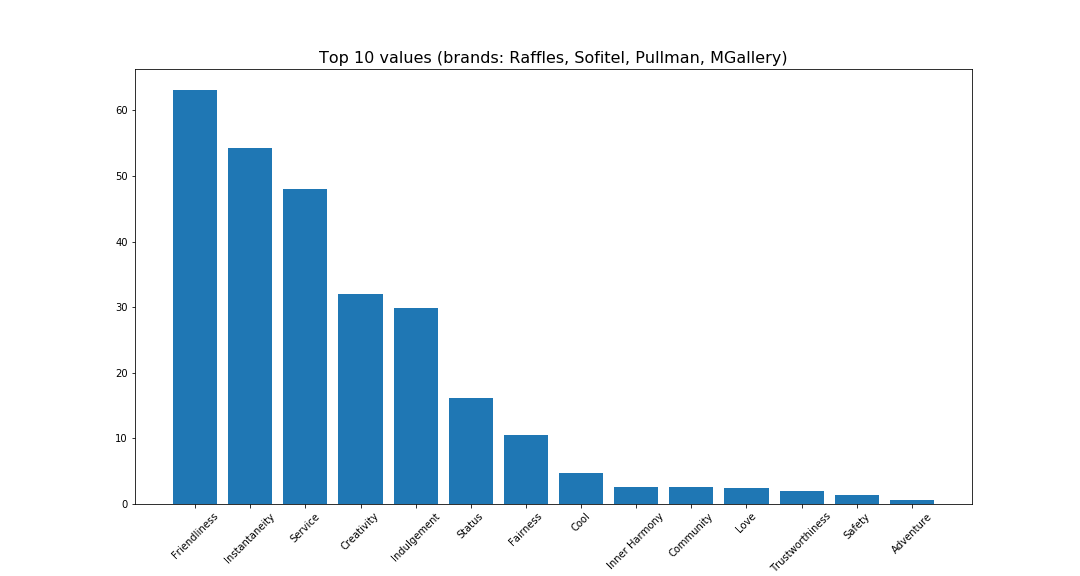 Top 10 values (brands: Raffles, Sofitel, Pullman, MGallery)
60
50
40
30
20
10
0
Friendliness
Instantaneity
Service
Creativity
Indulgement
Status
Fairness
Cool
Inner Harmony
Community
Love
Trustworthiness
Safety
Adventure